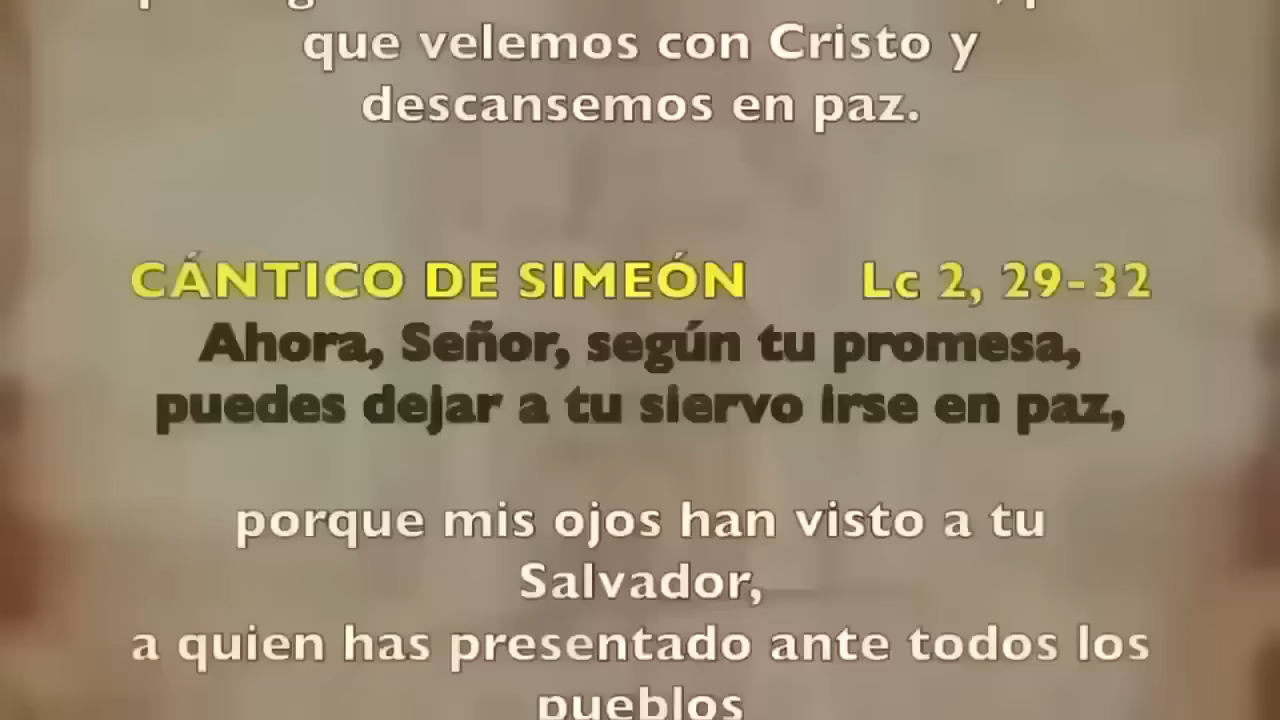 que velemos con Cristo y
descansemos en paz.
CÁNTICO DE SIMEÓN Lc 2, 29-32
Ahora, Señor, según tu promesa,
puedes dejar a tu siervo irse en paz,
porque mis ojos han visto a tu
Salvador,
a quien has presentado ante todos los
pueblos